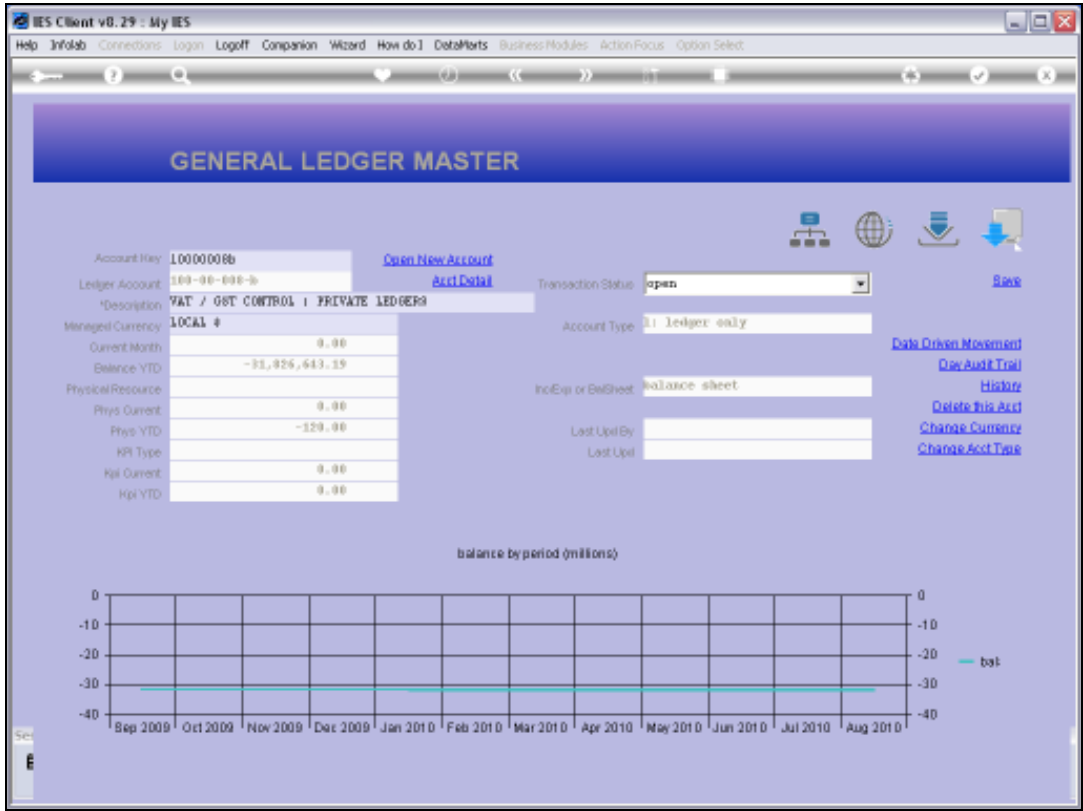 IES Client v8.29 : My IES
Help Infolab Connections Logon Logoff Companion Wizard How do I DataMarts Business Modules Action Focus Option Select
GENERAL LEDGER MASTER
Account Key 10000008b Open New Account
Ledger Account 100-00-008-b Acct Detail Transaction Status open Save
*Description VAT / GST CONTROL : PRIVATE LEDGERS
Managed Currency LOCAL # Account Type l: ledger only
Current Month 0.00 Date Driven Movement
Balance YTD -31,826,643.19 Day Audit Trail
Physical Resource Inc/Exp or BalSheet balance sheet History
Phys Current 0.00 Delete this Acct
Phys YTD -120.00 Last Upd By Change Currency
KPI Type Last Upd Change Acct Type
Kpi Current 0.00
Kpi YTD 0.00
balance by period (millions)
0 0
-10 -10
-20 -20
bal
-30 -30
-40 -40
Sep 2009 Oct 2009 Nov 2009 Dec 2009 Jan 2010 Feb 2010 Mar 2010 Apr 2010 May 2010 Jun 2010 Jul 2010 Aug 2010